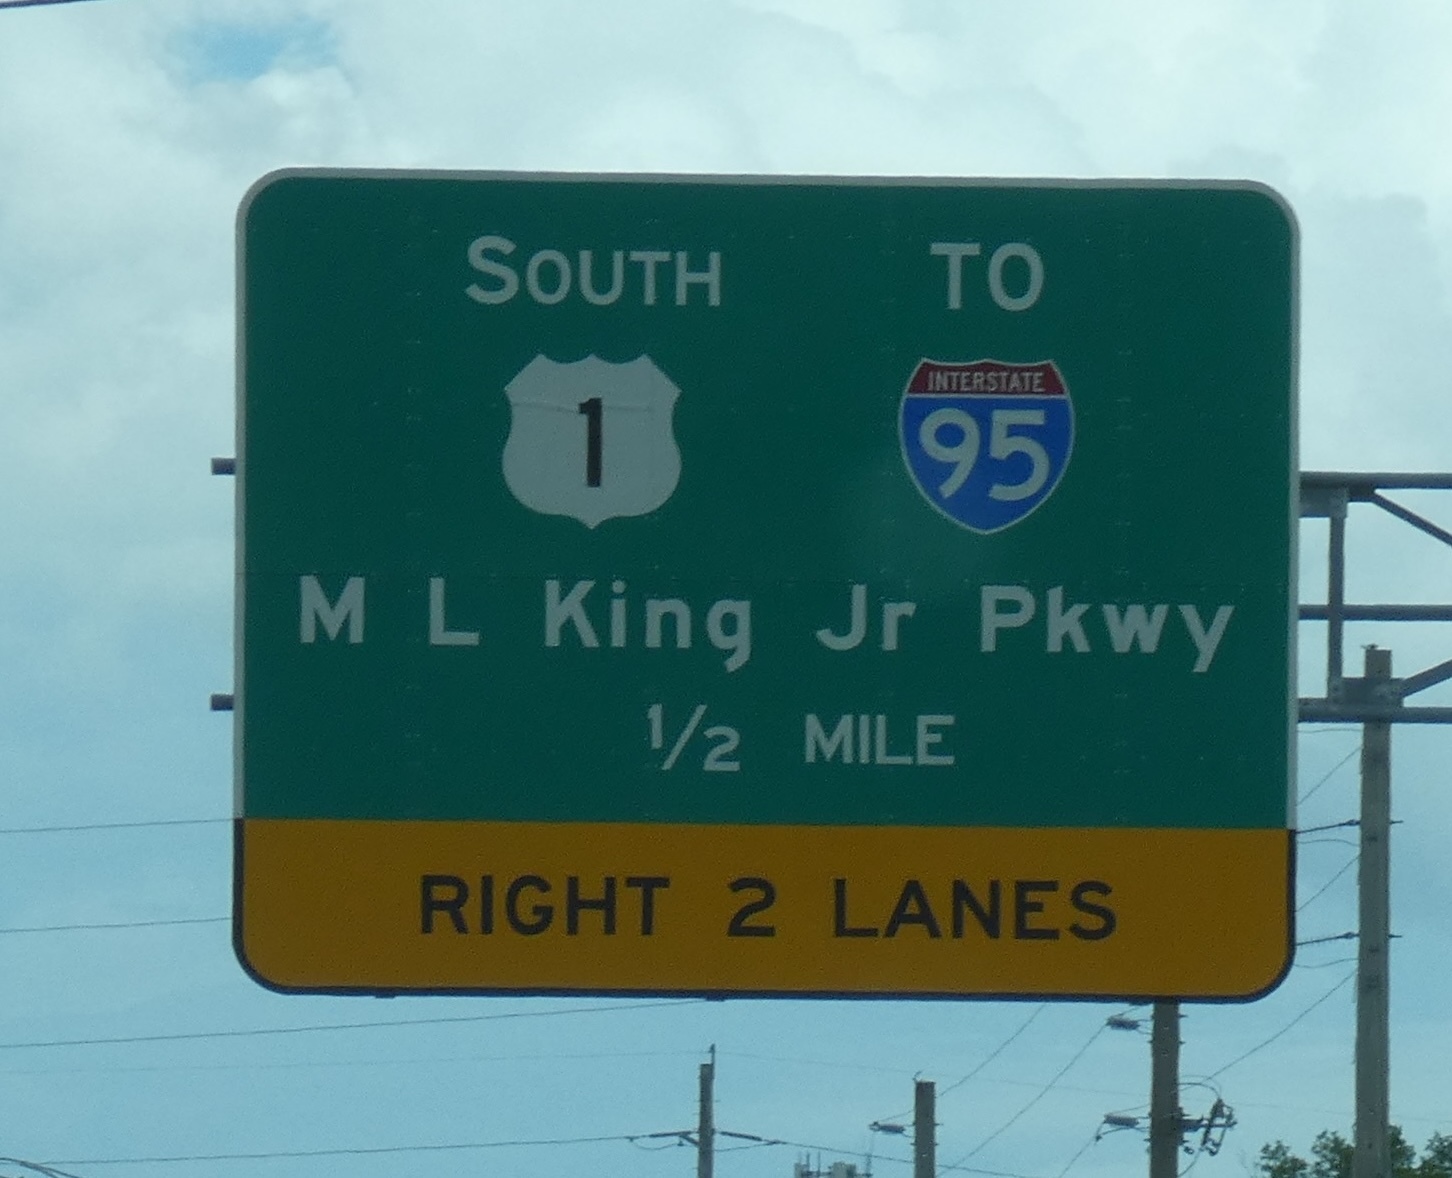 SOUTH TO
1 INTERSTATE 95
M L King Jr Pkwy
1/2 MILE
RIGHT 2 LANES